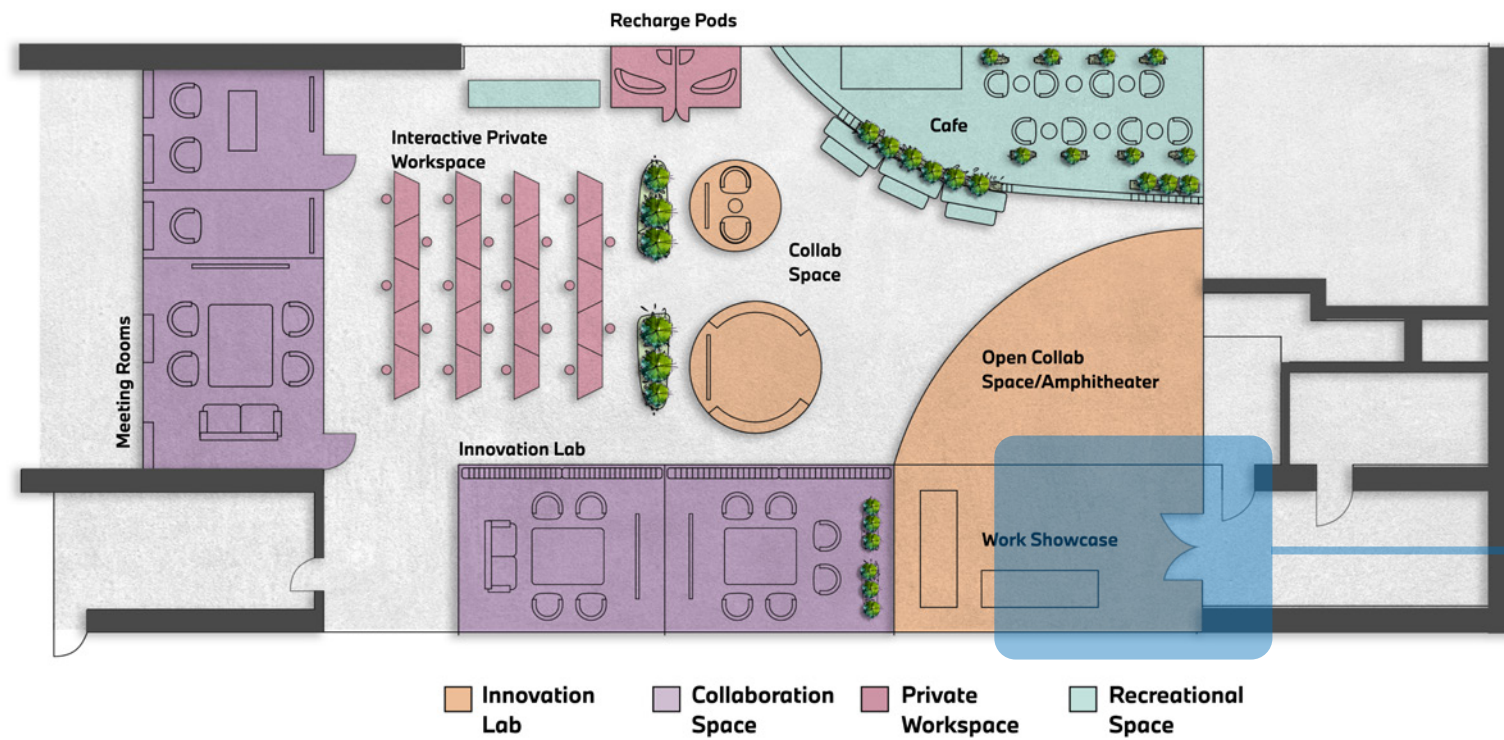 Recharge Pods
Cafe
Interactive Private
Workspace
Collab
Space
Meeting Rooms
Open Collab
Space/Amphitheater
Innovation Lab
Work Showcase
Innovation
Lab
Collaboration
Space
Private
Workspace
Recreational
Space